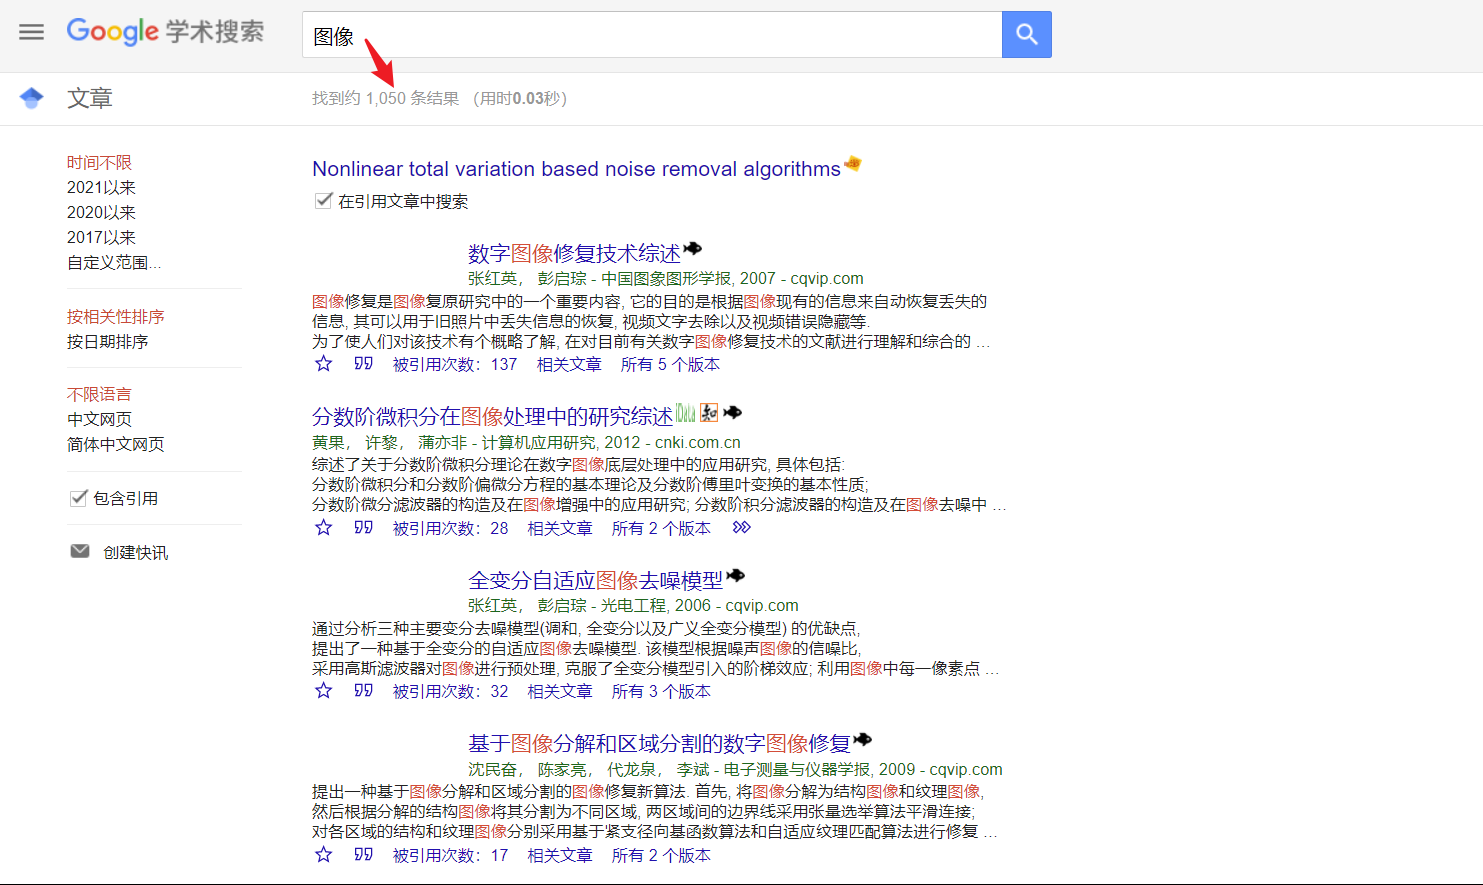 Google 学术搜索
图像
文章
找到约 1,050 条结果 （用时0.03秒）
时间不限
2021以来
2020以来
2017以来
自定义范围...
按相关性排序
按日期排序
不限语言
中文网页
简体中文网页
包含引用
创建快讯
Nonlinear total variation based noise removal algorithms
在引用文章中搜索
数字图像修复技术综述
张红英， 彭启琮 - 中国图象图形学报, 2007 - cqvip.com
图像修复是图像复原研究中的一个重要内容, 它的目的是根据图像现有的信息来自动恢复丢失的
信息, 其可以用于旧照片中丢失信息的恢复, 视频文字去除以及视频错误隐藏等.
为了使人们对该技术有个概略了解, 在对目前有关数字图像修复技术的文献进行理解和综合的 …
被引用次数：137 相关文章 所有 5 个版本
分数阶微积分在图像处理中的研究综述 iData 知
黄果， 许黎， 蒲亦非 - 计算机应用研究, 2012 - cnki.com.cn
综述了关于分数阶微积分理论在数字图像底层处理中的应用研究, 具体包括:
分数阶微积分和分数阶偏微分方程的基本理论及分数阶傅里叶变换的基本性质;
分数阶微分滤波器的构造及在图像增强中的应用研究; 分数阶积分滤波器的构造及在图像去噪中 …
被引用次数：28 相关文章 所有 2 个版本
全变分自适应图像去噪模型
张红英， 彭启琮 - 光电工程, 2006 - cqvip.com
通过分析三种主要变分去噪模型(调和, 全变分以及广义全变分模型) 的优缺点,
提出了一种基于全变分的自适应图像去噪模型. 该模型根据噪声图像的信噪比,
采用高斯滤波器对图像进行预处理, 克服了全变分模型引入的阶梯效应; 利用图像中每一像素点 …
被引用次数：32 相关文章 所有 3 个版本
基于图像分解和区域分割的数字图像修复
沈民奋， 陈家亮， 代龙泉， 李斌 - 电子测量与仪器学报, 2009 - cqvip.com
提出一种基于图像分解和区域分割的图像修复新算法. 首先, 将图像分解为结构图像和纹理图像,
然后根据分解的结构图像将其分割为不同区域, 两区域间的边界线采用张量选举算法平滑连接;
对各区域的结构和纹理图像分别采用基于紧支径向基函数算法和自适应纹理匹配算法进行修复 …
被引用次数：17 相关文章 所有 2 个版本